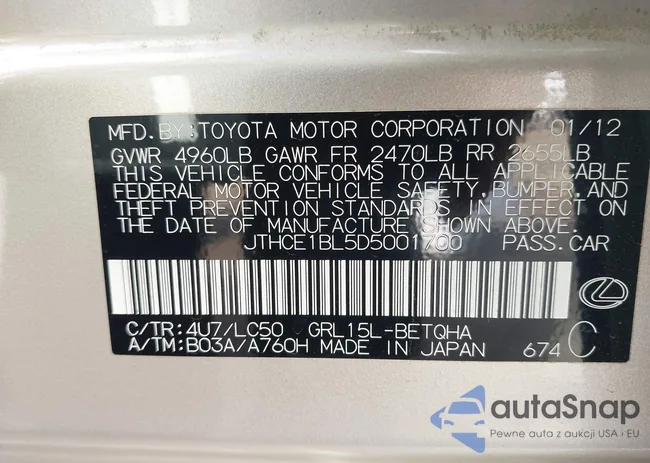 MFD. BY: TOYOTA MOTOR CORPORATION 01/12
GVWR 4960LB GAWR FR 2470LB RR 2655LB
THIS VEHICLE CONFORMS TO ALL APPLICABLE
FEDERAL MOTOR VEHICLE SAFETY, BUMPER, AND
THEFT PREVENTION STANDARDS IN EFFECT ON
THE DATE OF MANUFACTURE SHOWN ABOVE.
JTHCE1BL5D5001700 PASS.CAR
C/TR: 4U7/LC50 GRL15L-BETQHA
A/TM: B03A/A760H MADE IN JAPAN 674 C
autaSnap
Pewne auta z aukcji USA i EU